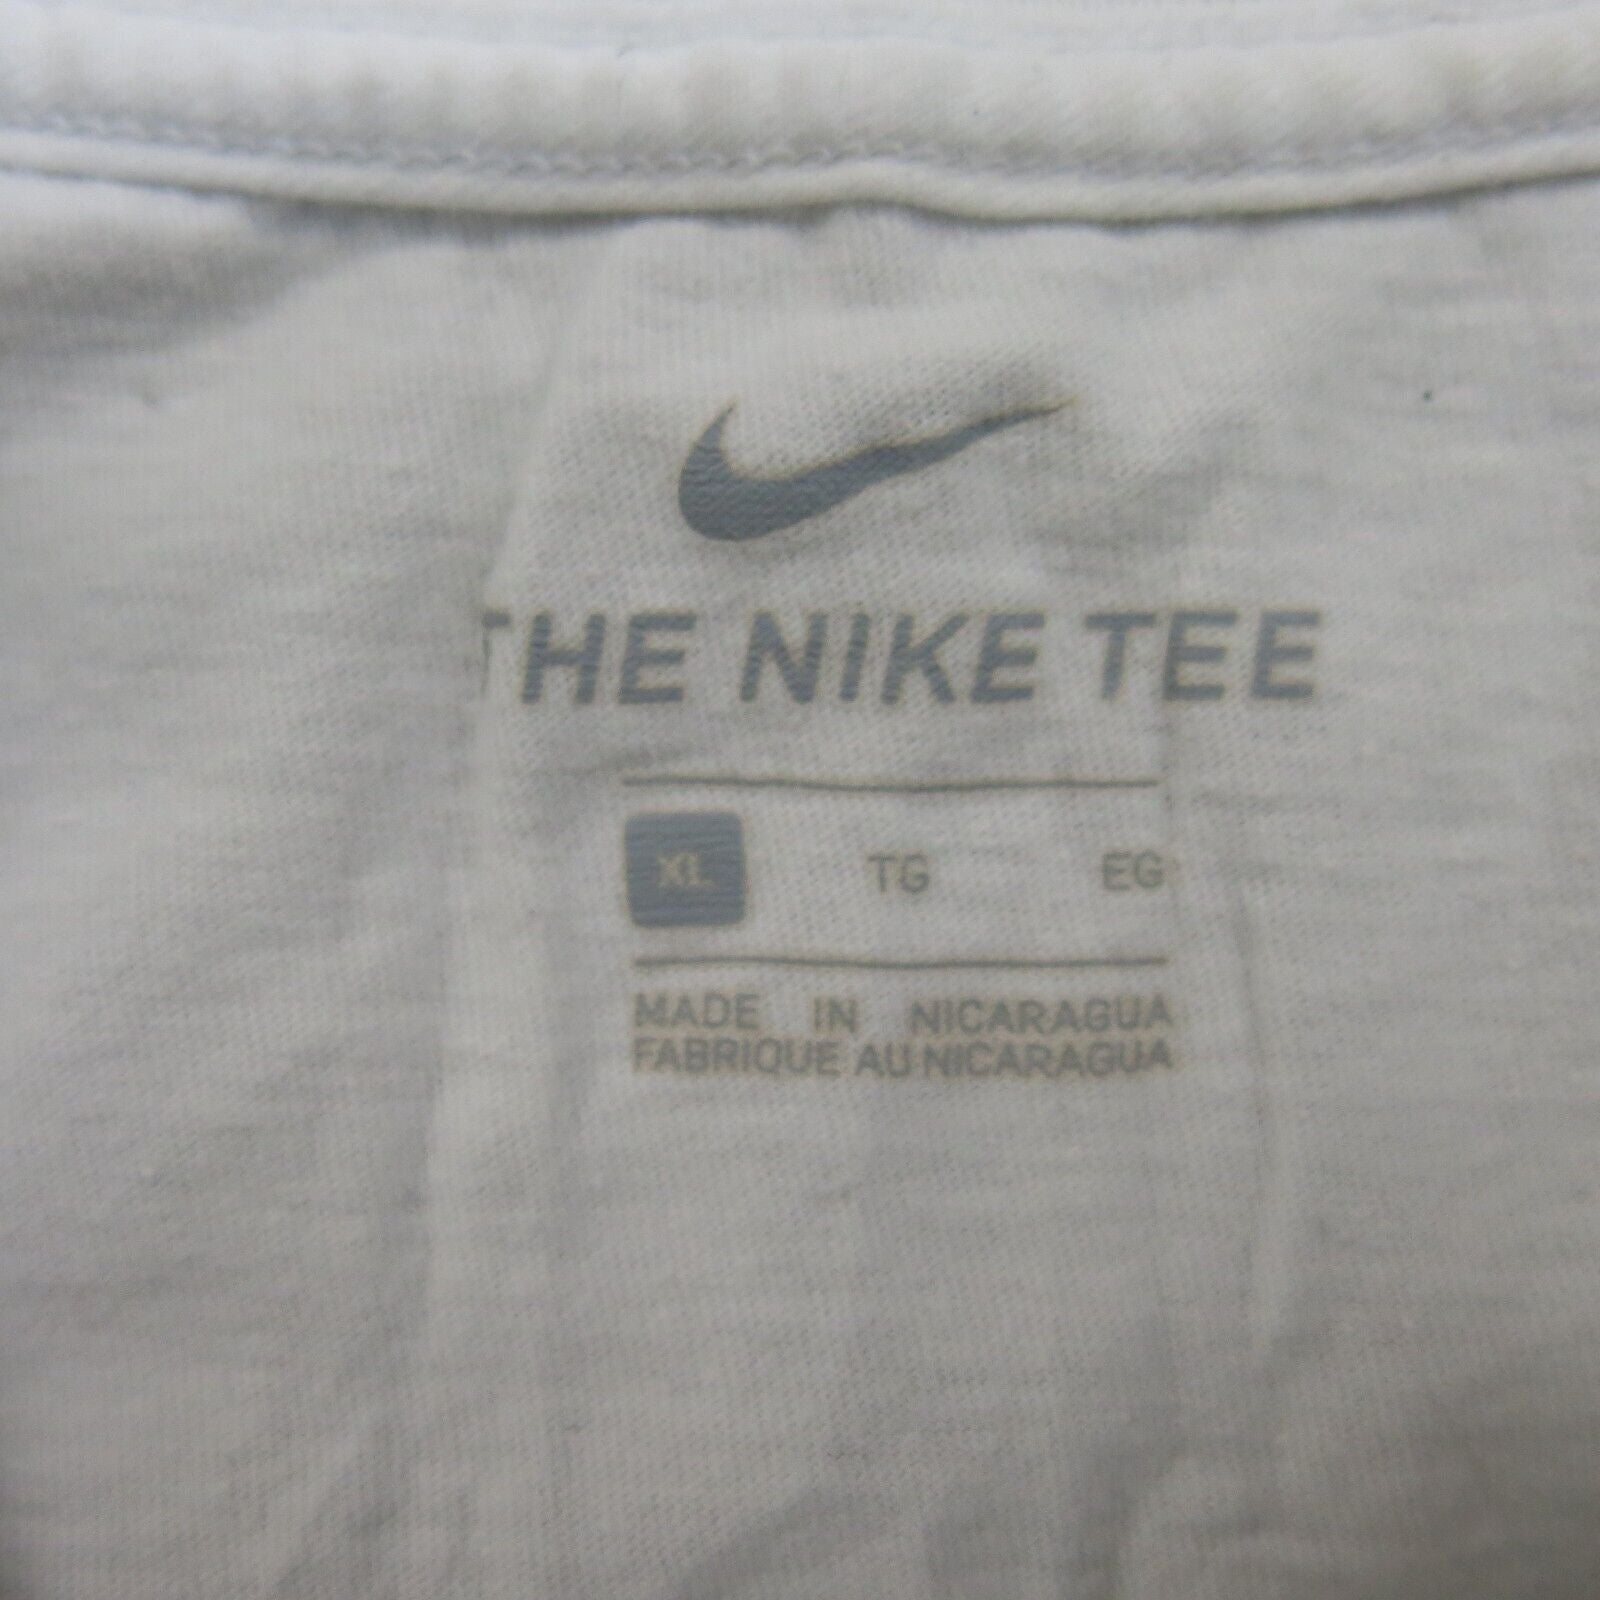 THE NIKE TEE
XL TG EG
MADE IN NICARAGUA
FABRIQUE AU NICARAGUA